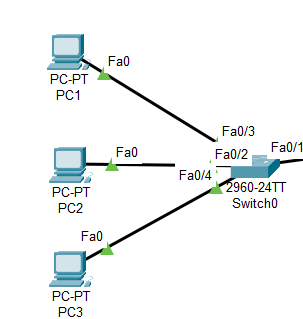 Fa0
PC-PT
PC1
Fa0/3
Fa0
Fa0/2
Fa0/1
PC-PT
PC2
Fa0/4
2960-24TT
Switch0
Fa0
PC-PT
PC3